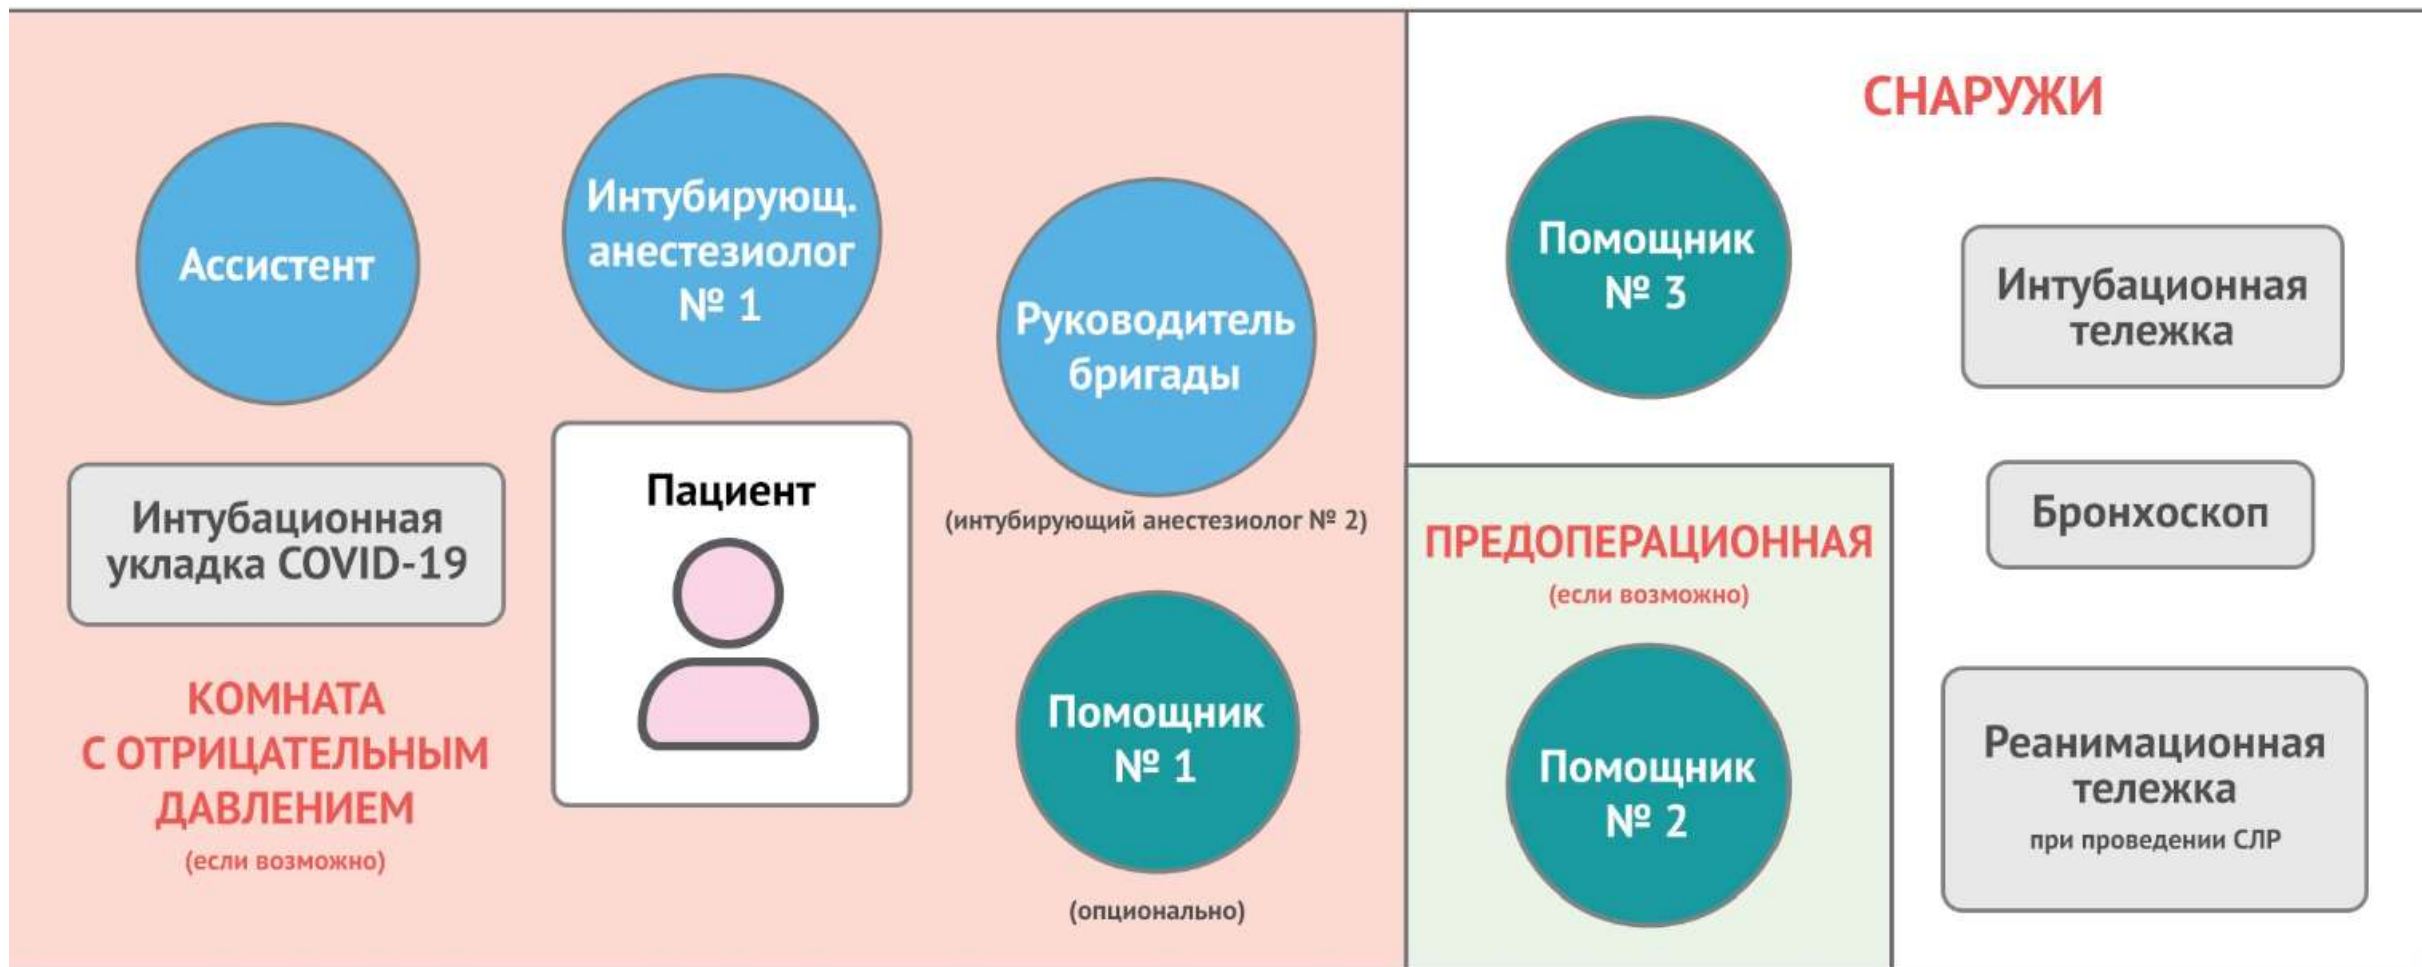 Ассистент
Интубирующ.
анестезиолог
№ 1
Руководитель
бригады
(интубирующий анестезиолог № 2)
Интубационная
укладка COVID-19
Пациент
КОМНАТА
С ОТРИЦАТЕЛЬНЫМ
ДАВЛЕНИЕМ
(если возможно)
Помощник
№ 1
(опционально)
СНАРУЖИ
Помощник
№ 3
Интубационная
тележка
ПРЕДОПЕРАЦИОННАЯ
(если возможно)
Помощник
№ 2
Бронхоскоп
Реанимационная
тележка
при проведении СЛР